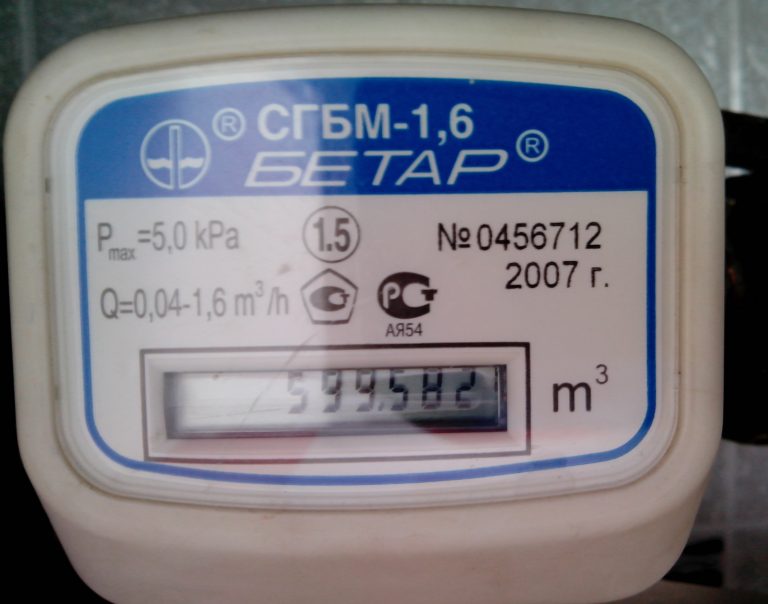 ® СГБМ-1,6
БЕТАР ®
Pmax=5,0 kPa 1.5 №0456712
2007 г.
Q=0,04-1,6 m³/h РСТ
АЯ54
599.582 m³